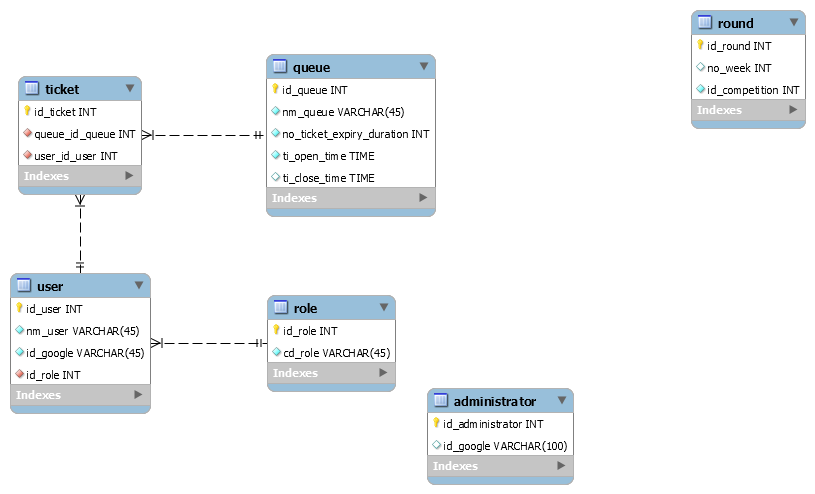 round
id_round INT
no_week INT
id_competition INT
Indexes
queue
id_queue INT
nm_queue VARCHAR(45)
no_ticket_expiry_duration INT
ti_open_time TIME
ti_close_time TIME
Indexes
ticket
id_ticket INT
queue_id_queue INT
user_id_user INT
Indexes
user
id_user INT
nm_user VARCHAR(45)
id_google VARCHAR(45)
id_role INT
Indexes
role
id_role INT
cd_role VARCHAR(45)
Indexes
administrator
id_administrator INT
id_google VARCHAR(100)
Indexes